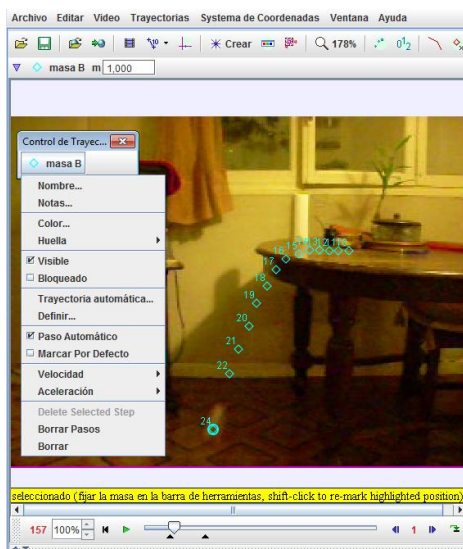 Archivo Editar Video Trayectorias Systema de Coordenadas Ventana Ayuda
Crear 178%
masa B m 1,000
Control de Trayec...
masa B
Nombre...
Notas...
Color...
Huella
Visible
Bloqueado
Trayectoria automática...
Definir...
Paso Automático
Marcar Por Defecto
Velocidad
Aceleración
Delete Selected Step
Borrar Pasos
Borrar
16 15
17
18
19
20
21
22
24
seleccionado (fijar la masa en la barra de herramientas, shift-click to re-mark highlighted position)
157 100% 1